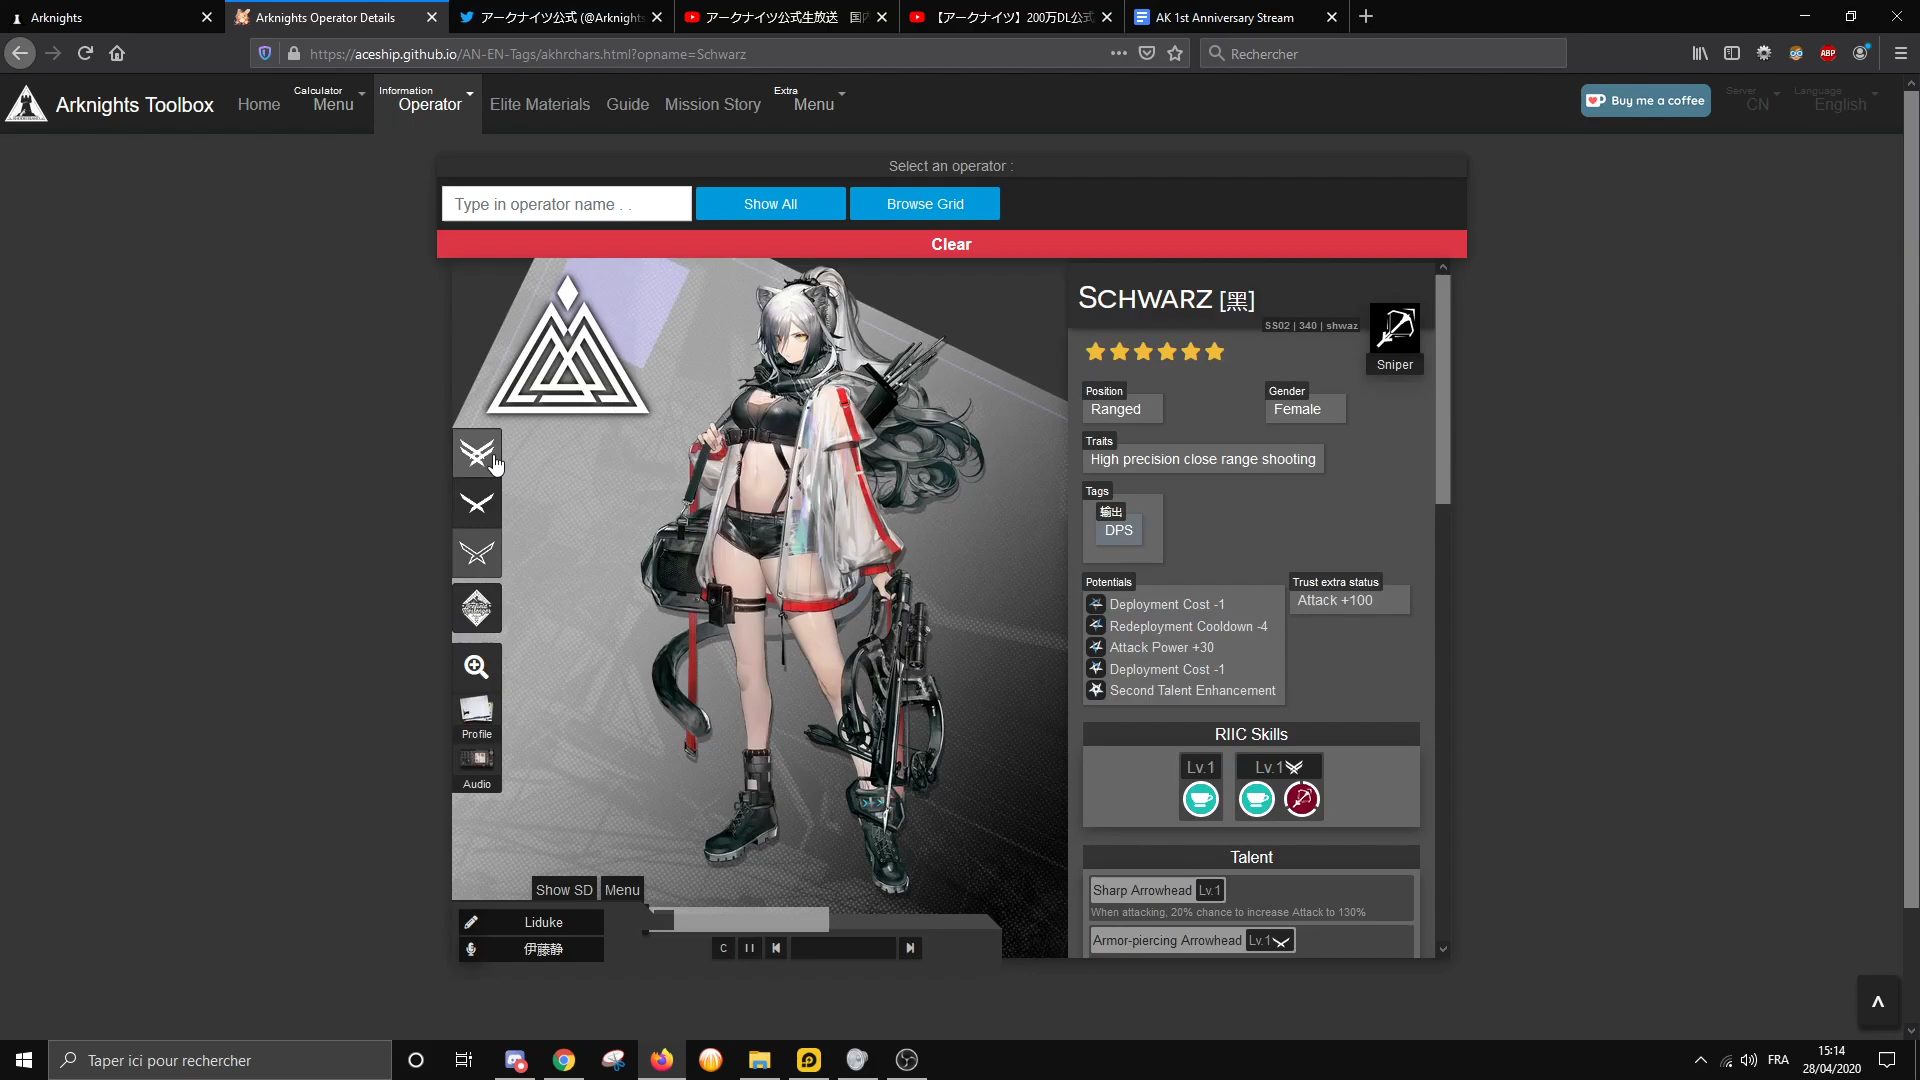 Arknights
Arknights Operator Details
アークナイツ公式 (@Arknights
アークナイツ公式生放送 国内
【アークナイツ】200万DL公式
AK 1st Anniversary Stream
https://aceship.github.io/AN-EN-Tags/akhrchars.html?opname=Schwarz
Rechercher
ABP
Arknights Toolbox
Home
Calculator
Menu
Information
Operator
Elite Materials
Guide
Mission Story
Extra
Menu
Buy me a coffee
Server
CN
Language
English
Select an operator :
Type in operator name . .
Show All
Browse Grid
Clear
SCHWARZ [黑]
SS02 | 340 | shwaz
Sniper
Position
Ranged
Gender
Female
Traits
High precision close range shooting
Tags
输出
DPS
Potentials
Deployment Cost -1
Redeployment Cooldown -4
Attack Power +30
Deployment Cost -1
Second Talent Enhancement
Trust extra status
Attack +100
RIIC Skills
Lv.1
Lv.1
Talent
Sharp Arrowhead Lv.1
When attacking, 20% chance to increase Attack to 130%
Armor-piercing Arrowhead Lv.1
Profile
Audio
Show SD
Menu
Liduke
伊藤静
C
Taper ici pour rechercher
FRA
15:14
28/04/2020